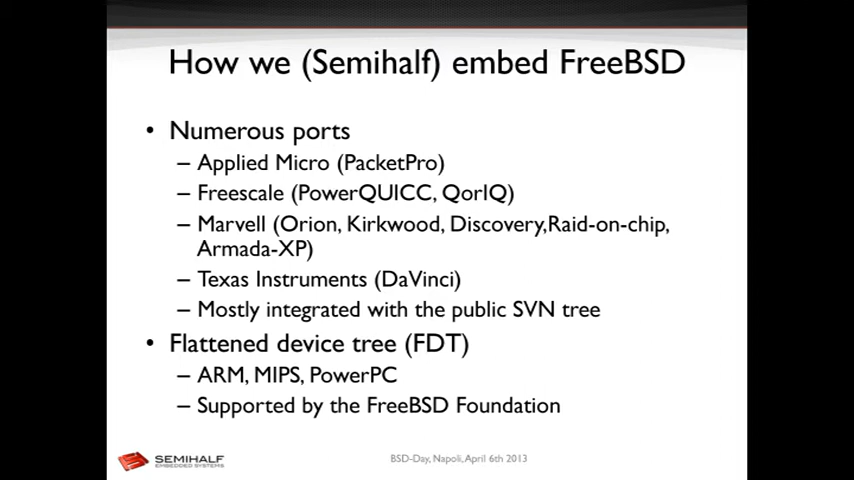 How we (Semihalf) embed FreeBSD
• Numerous ports
– Applied Micro (PacketPro)
– Freescale (PowerQUICC, QorIQ)
– Marvell (Orion, Kirkwood, Discovery,Raid-on-chip,
Armada-XP)
– Texas Instruments (DaVinci)
– Mostly integrated with the public SVN tree
• Flattened device tree (FDT)
– ARM, MIPS, PowerPC
– Supported by the FreeBSD Foundation
SEMIHALF
EMBEDDED SYSTEMS
BSD-Day, Napoli, April 6th 2013